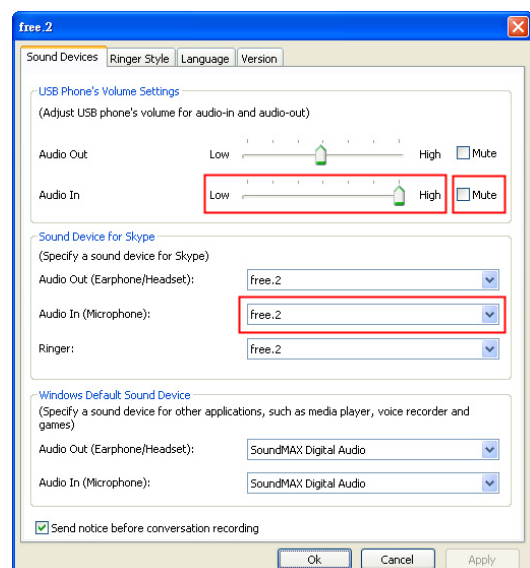 free.2
Sound Devices Ringer Style Language Version
USB Phone's Volume Settings
(Adjust USB phone's volume for audio-in and audio-out)
Audio Out Low High Mute
Audio In Low High Mute
Sound Device for Skype
(Specify a sound device for Skype)
Audio Out (Earphone/Headset): free.2
Audio In (Microphone): free.2
Ringer: free.2
Windows Default Sound Device
(Specify a sound device for other applications, such as media player, voice recorder and
games)
Audio Out (Earphone/Headset): SoundMAX Digital Audio
Audio In (Microphone): SoundMAX Digital Audio
Send notice before conversation recording
Ok Cancel Apply